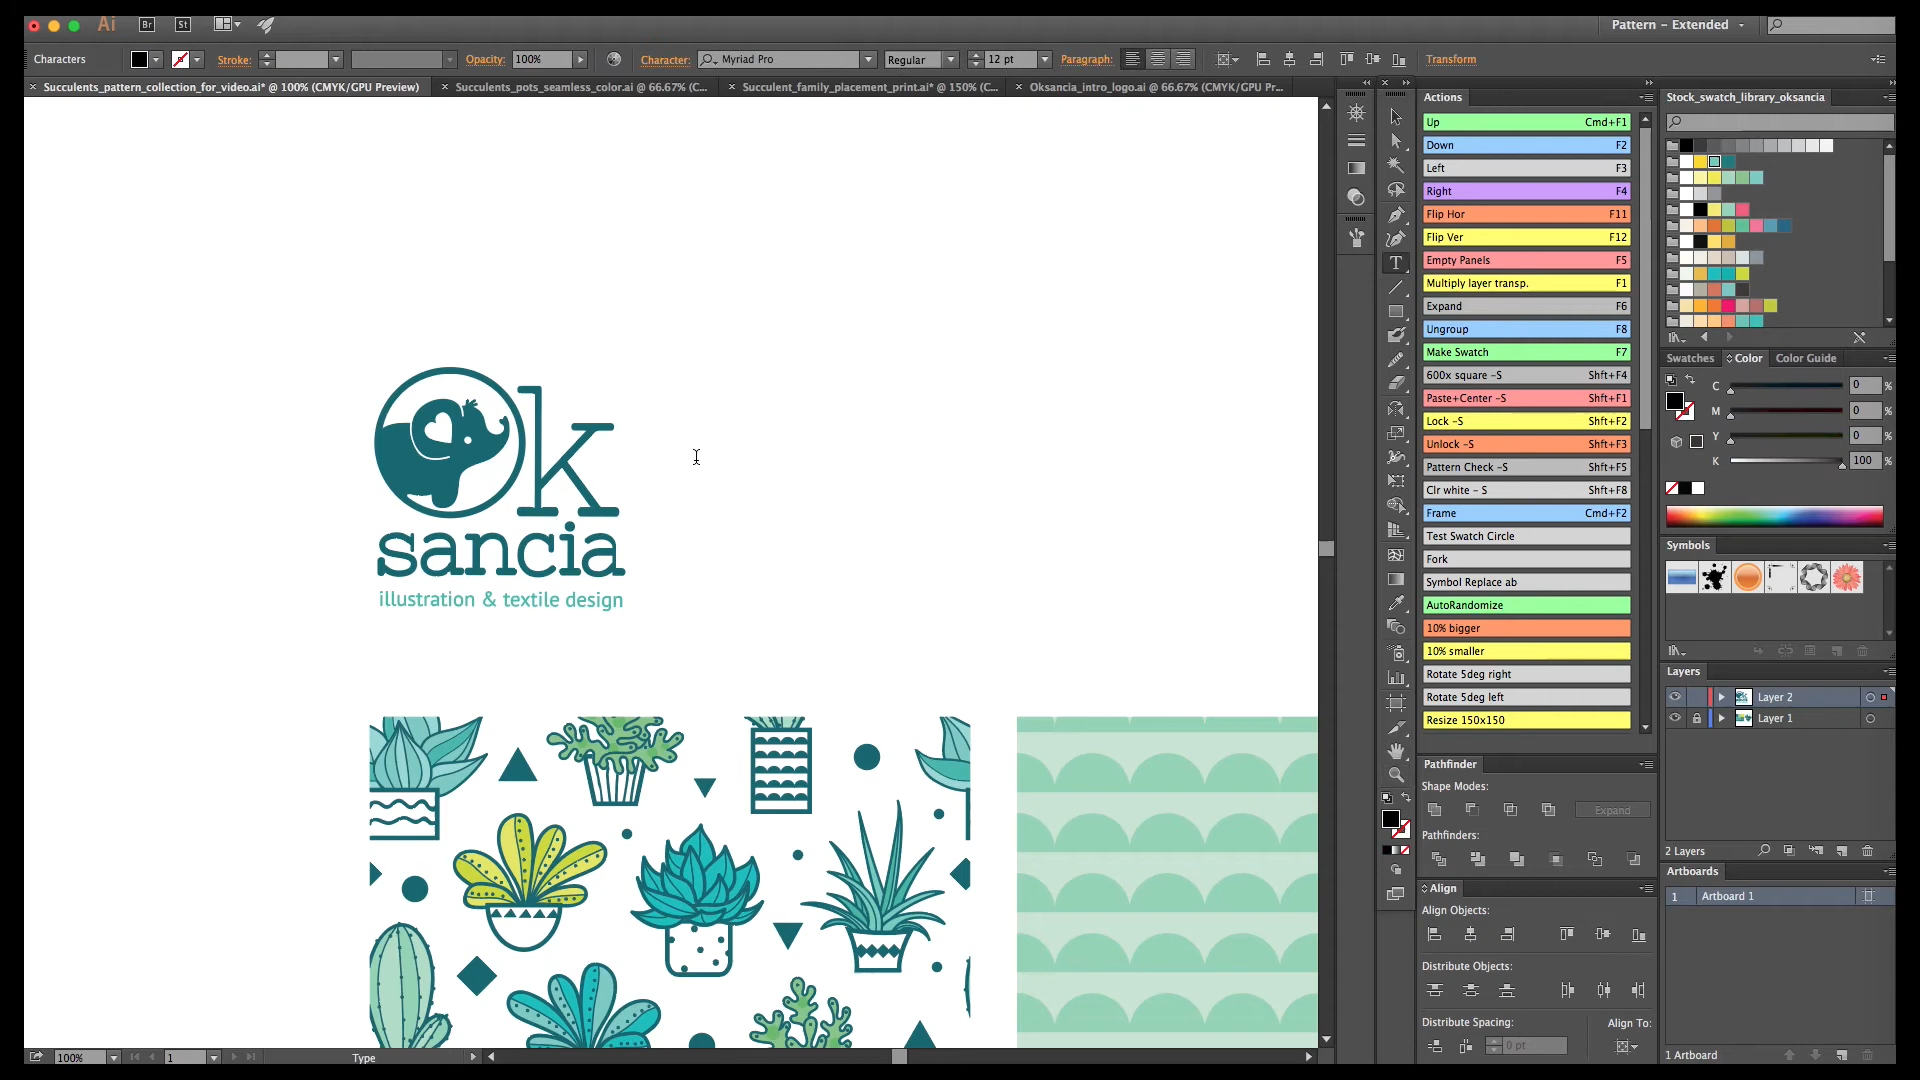 Ai Br St Pattern - Extended
Characters Stroke: Opacity: 100% Character: Myriad Pro Regular 12 pt Paragraph: Transform
Succulents_pattern_collection_for_video.ai* @ 100% (CMYK/GPU Preview) Succulents_pots_seamless_color.ai @ 66.67% (C... Succulent_family_placement_print.ai* @ 150% (C... Oksancia_intro_logo.ai @ 66.67% (CMYK/GPU Pr...
Ok
sancia
illustration & textile design
100% 1 Type
Actions
Up Cmd+F1
Down F2
Left F3
Right F4
Flip Hor F11
Flip Ver F12
Empty Panels F5
Multiply layer transp. F1
Expand F6
Ungroup F8
Make Swatch F7
600x square -S Shft+F4
Paste+Center -S Shft+F1
Lock -S Shft+F2
Unlock -S Shft+F3
Pattern Check -S Shft+F5
Clr white - S Shft+F8
Frame Cmd+F2
Test Swatch Circle
Fork
Symbol Replace ab
AutoRandomize
10% bigger
10% smaller
Rotate 5deg right
Rotate 5deg left
Resize 150x150
Pathfinder
Shape Modes:
Expand
Pathfinders:
Align
Align Objects:
Distribute Objects:
Distribute Spacing: Align To:
0 pt
Stock_swatch_library_oksancia
Swatches Color Color Guide
C 0 %
M 0 %
Y 0 %
K 100 %
Symbols
Layers
Layer 2
Layer 1
2 Layers
Artboards
1 Artboard 1
1 Artboard